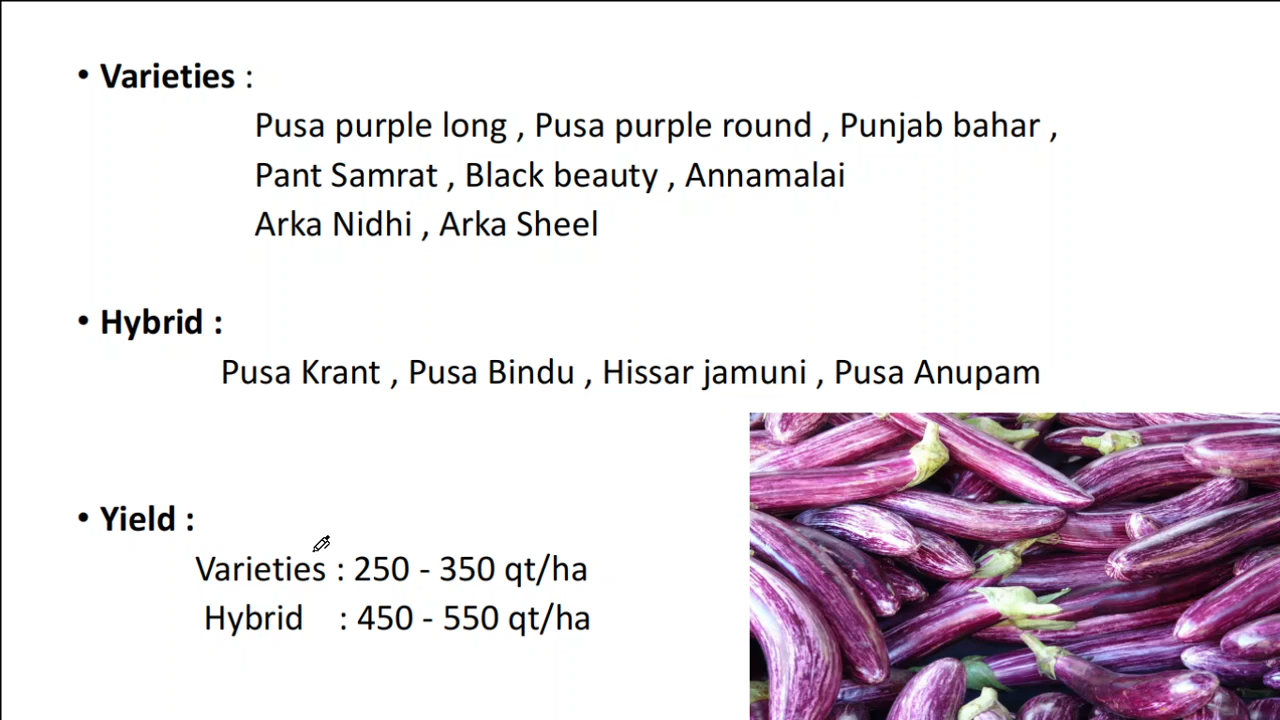 • Varieties :
Pusa purple long , Pusa purple round , Punjab bahar ,
Pant Samrat , Black beauty , Annamalai
Arka Nidhi , Arka Sheel
• Hybrid :
Pusa Krant , Pusa Bindu , Hissar jamuni , Pusa Anupam
• Yield :
Varieties : 250 - 350 qt/ha
Hybrid : 450 - 550 qt/ha